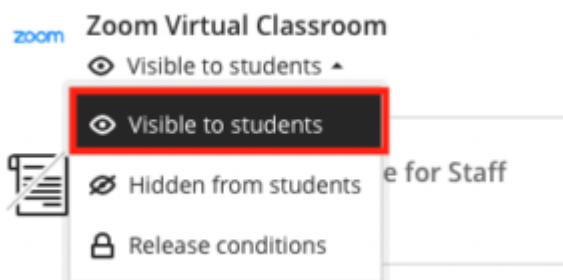 zoom
Zoom Virtual Classroom
Visible to students
Visible to students
e for Staff
Hidden from students
Release conditions